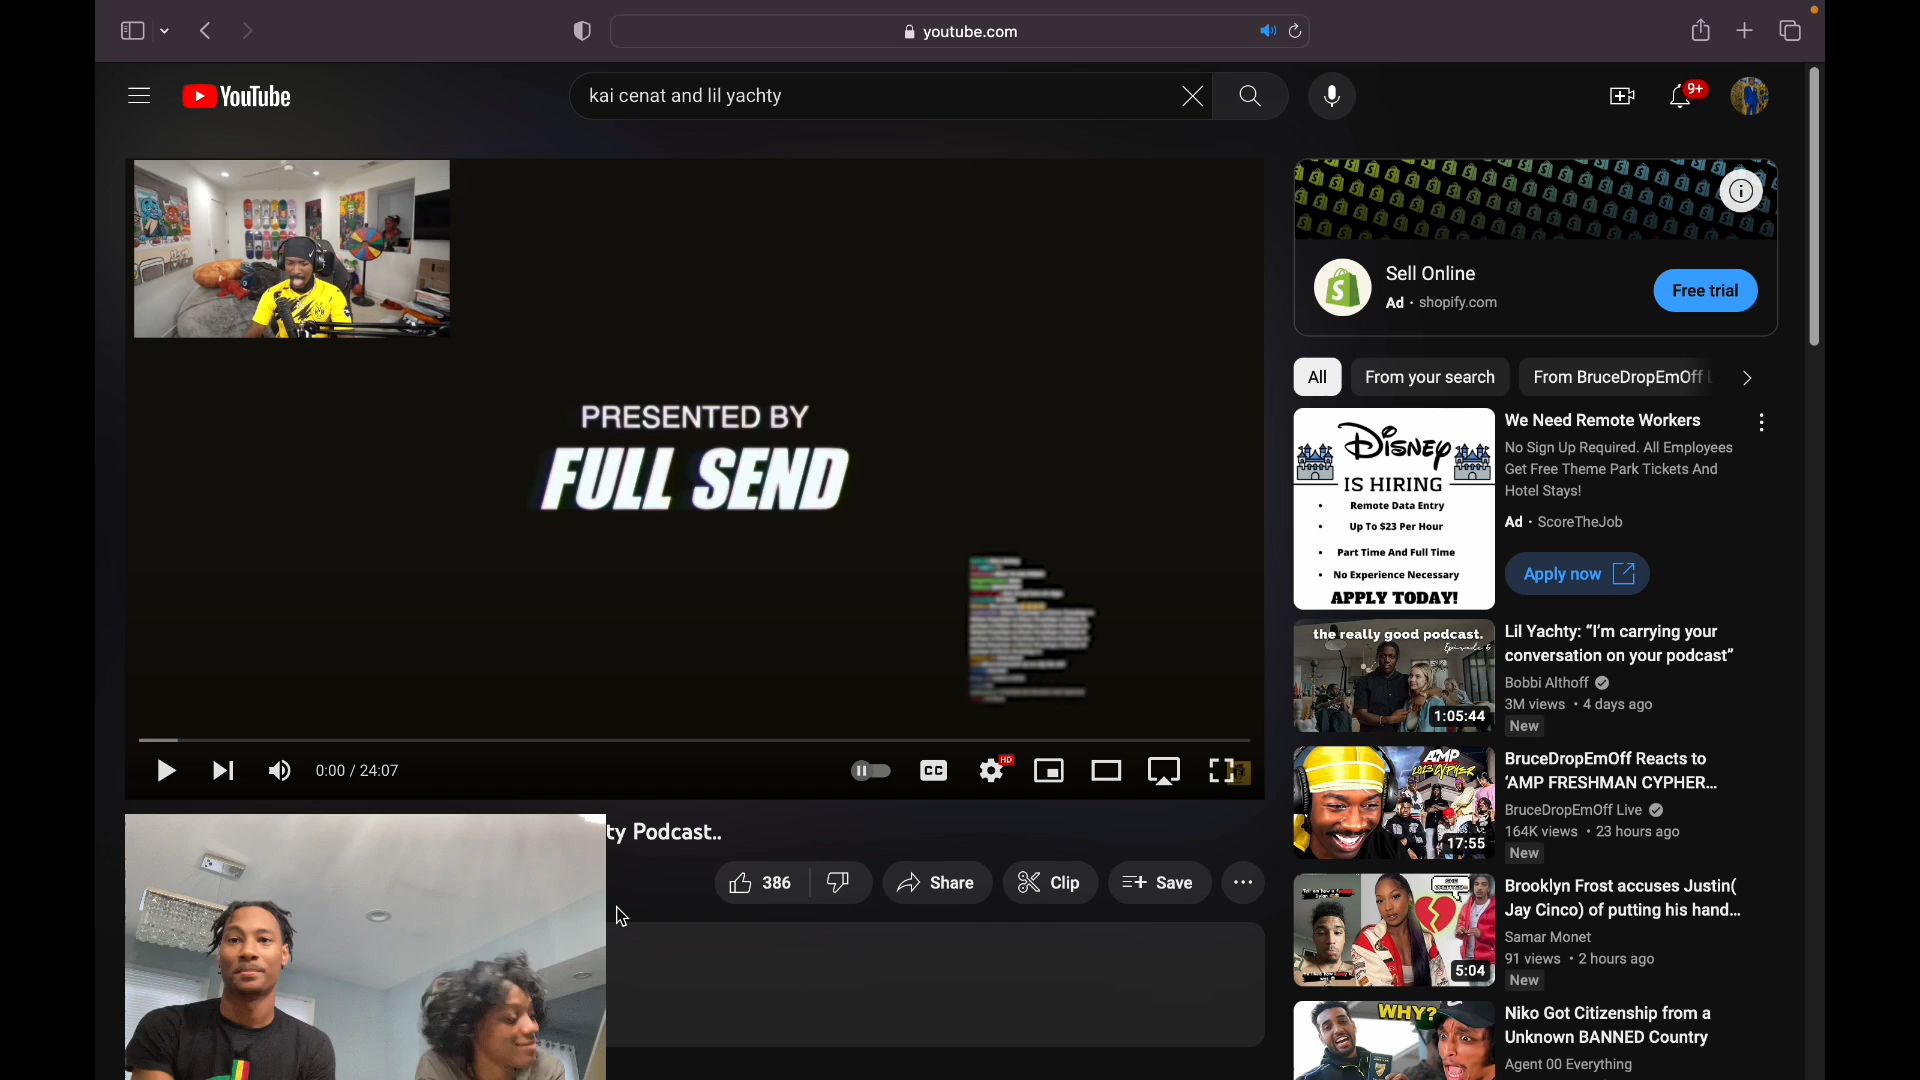 youtube.com
YouTube
kai cenat and lil yachty
9+
PRESENTED BY
FULL SEND
0:00 / 24:07
CC
HD
ty Podcast..
386
Share
Clip
Save
Sell Online
Ad · shopify.com
Free trial
All
From your search
From BruceDropEmOff
DISNEY
IS HIRING
• Remote Data Entry
• Up To $23 Per Hour
• Part Time And Full Time
• No Experience Necessary
APPLY TODAY!
We Need Remote Workers
No Sign Up Required. All Employees
Get Free Theme Park Tickets And
Hotel Stays!
Ad · ScoreTheJob
Apply now
the really good podcast.
Episode 5
1:05:44
Lil Yachty: “I’m carrying your
conversation on your podcast”
Bobbi Althoff
3M views • 4 days ago
New
AMP
2023 CYPHER
17:55
BruceDropEmOff Reacts to
‘AMP FRESHMAN CYPHER...
BruceDropEmOff Live
164K views • 23 hours ago
New
5:04
Brooklyn Frost accuses Justin(
Jay Cinco) of putting his hand...
Samar Monet
91 views • 2 hours ago
New
WHY?
Niko Got Citizenship from a
Unknown BANNED Country
Agent 00 Everything